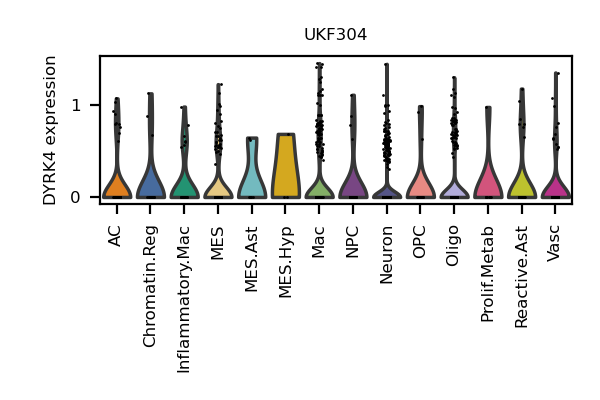 UKF304
DYRK4 expression
1
0
AC
Chromatin.Reg
Inflammatory.Mac
MES
MES.Ast
MES.Hyp
Mac
NPC
Neuron
OPC
Oligo
Prolif.Metab
Reactive.Ast
Vasc